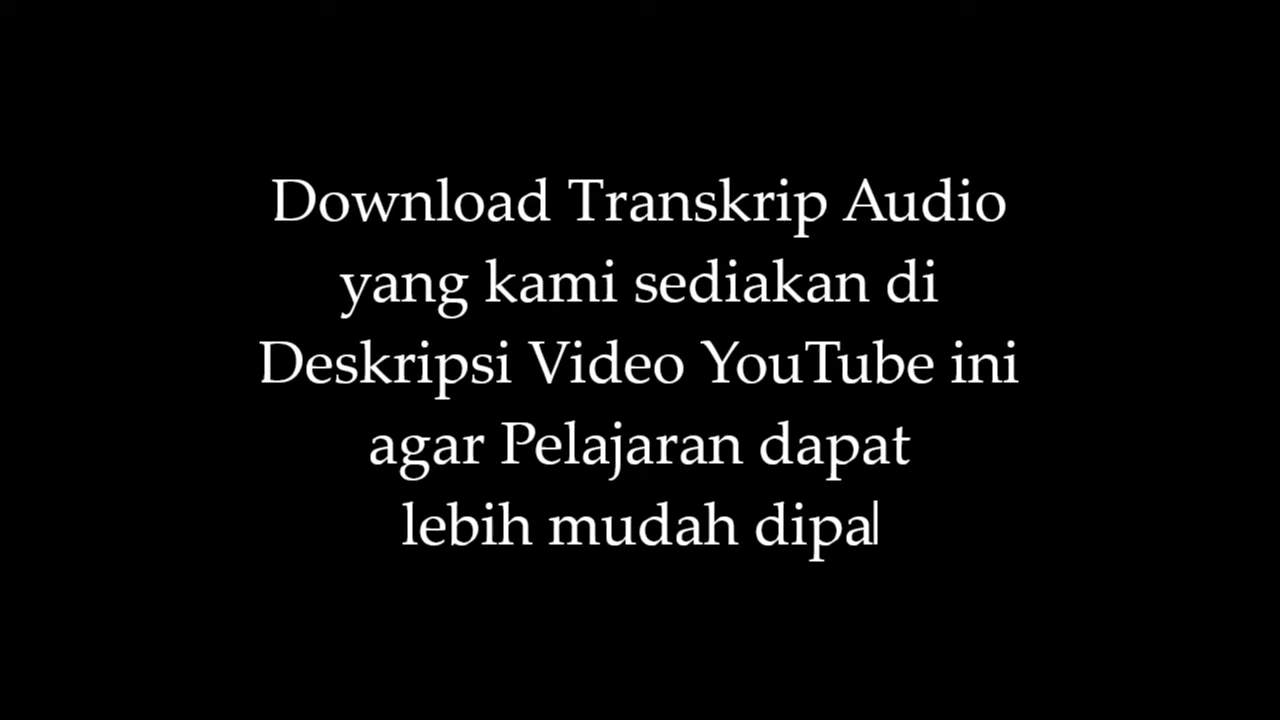 Download Transkrip Audio
yang kami sediakan di
Deskripsi Video YouTube ini
agar Pelajaran dapat
lebih mudah dipa